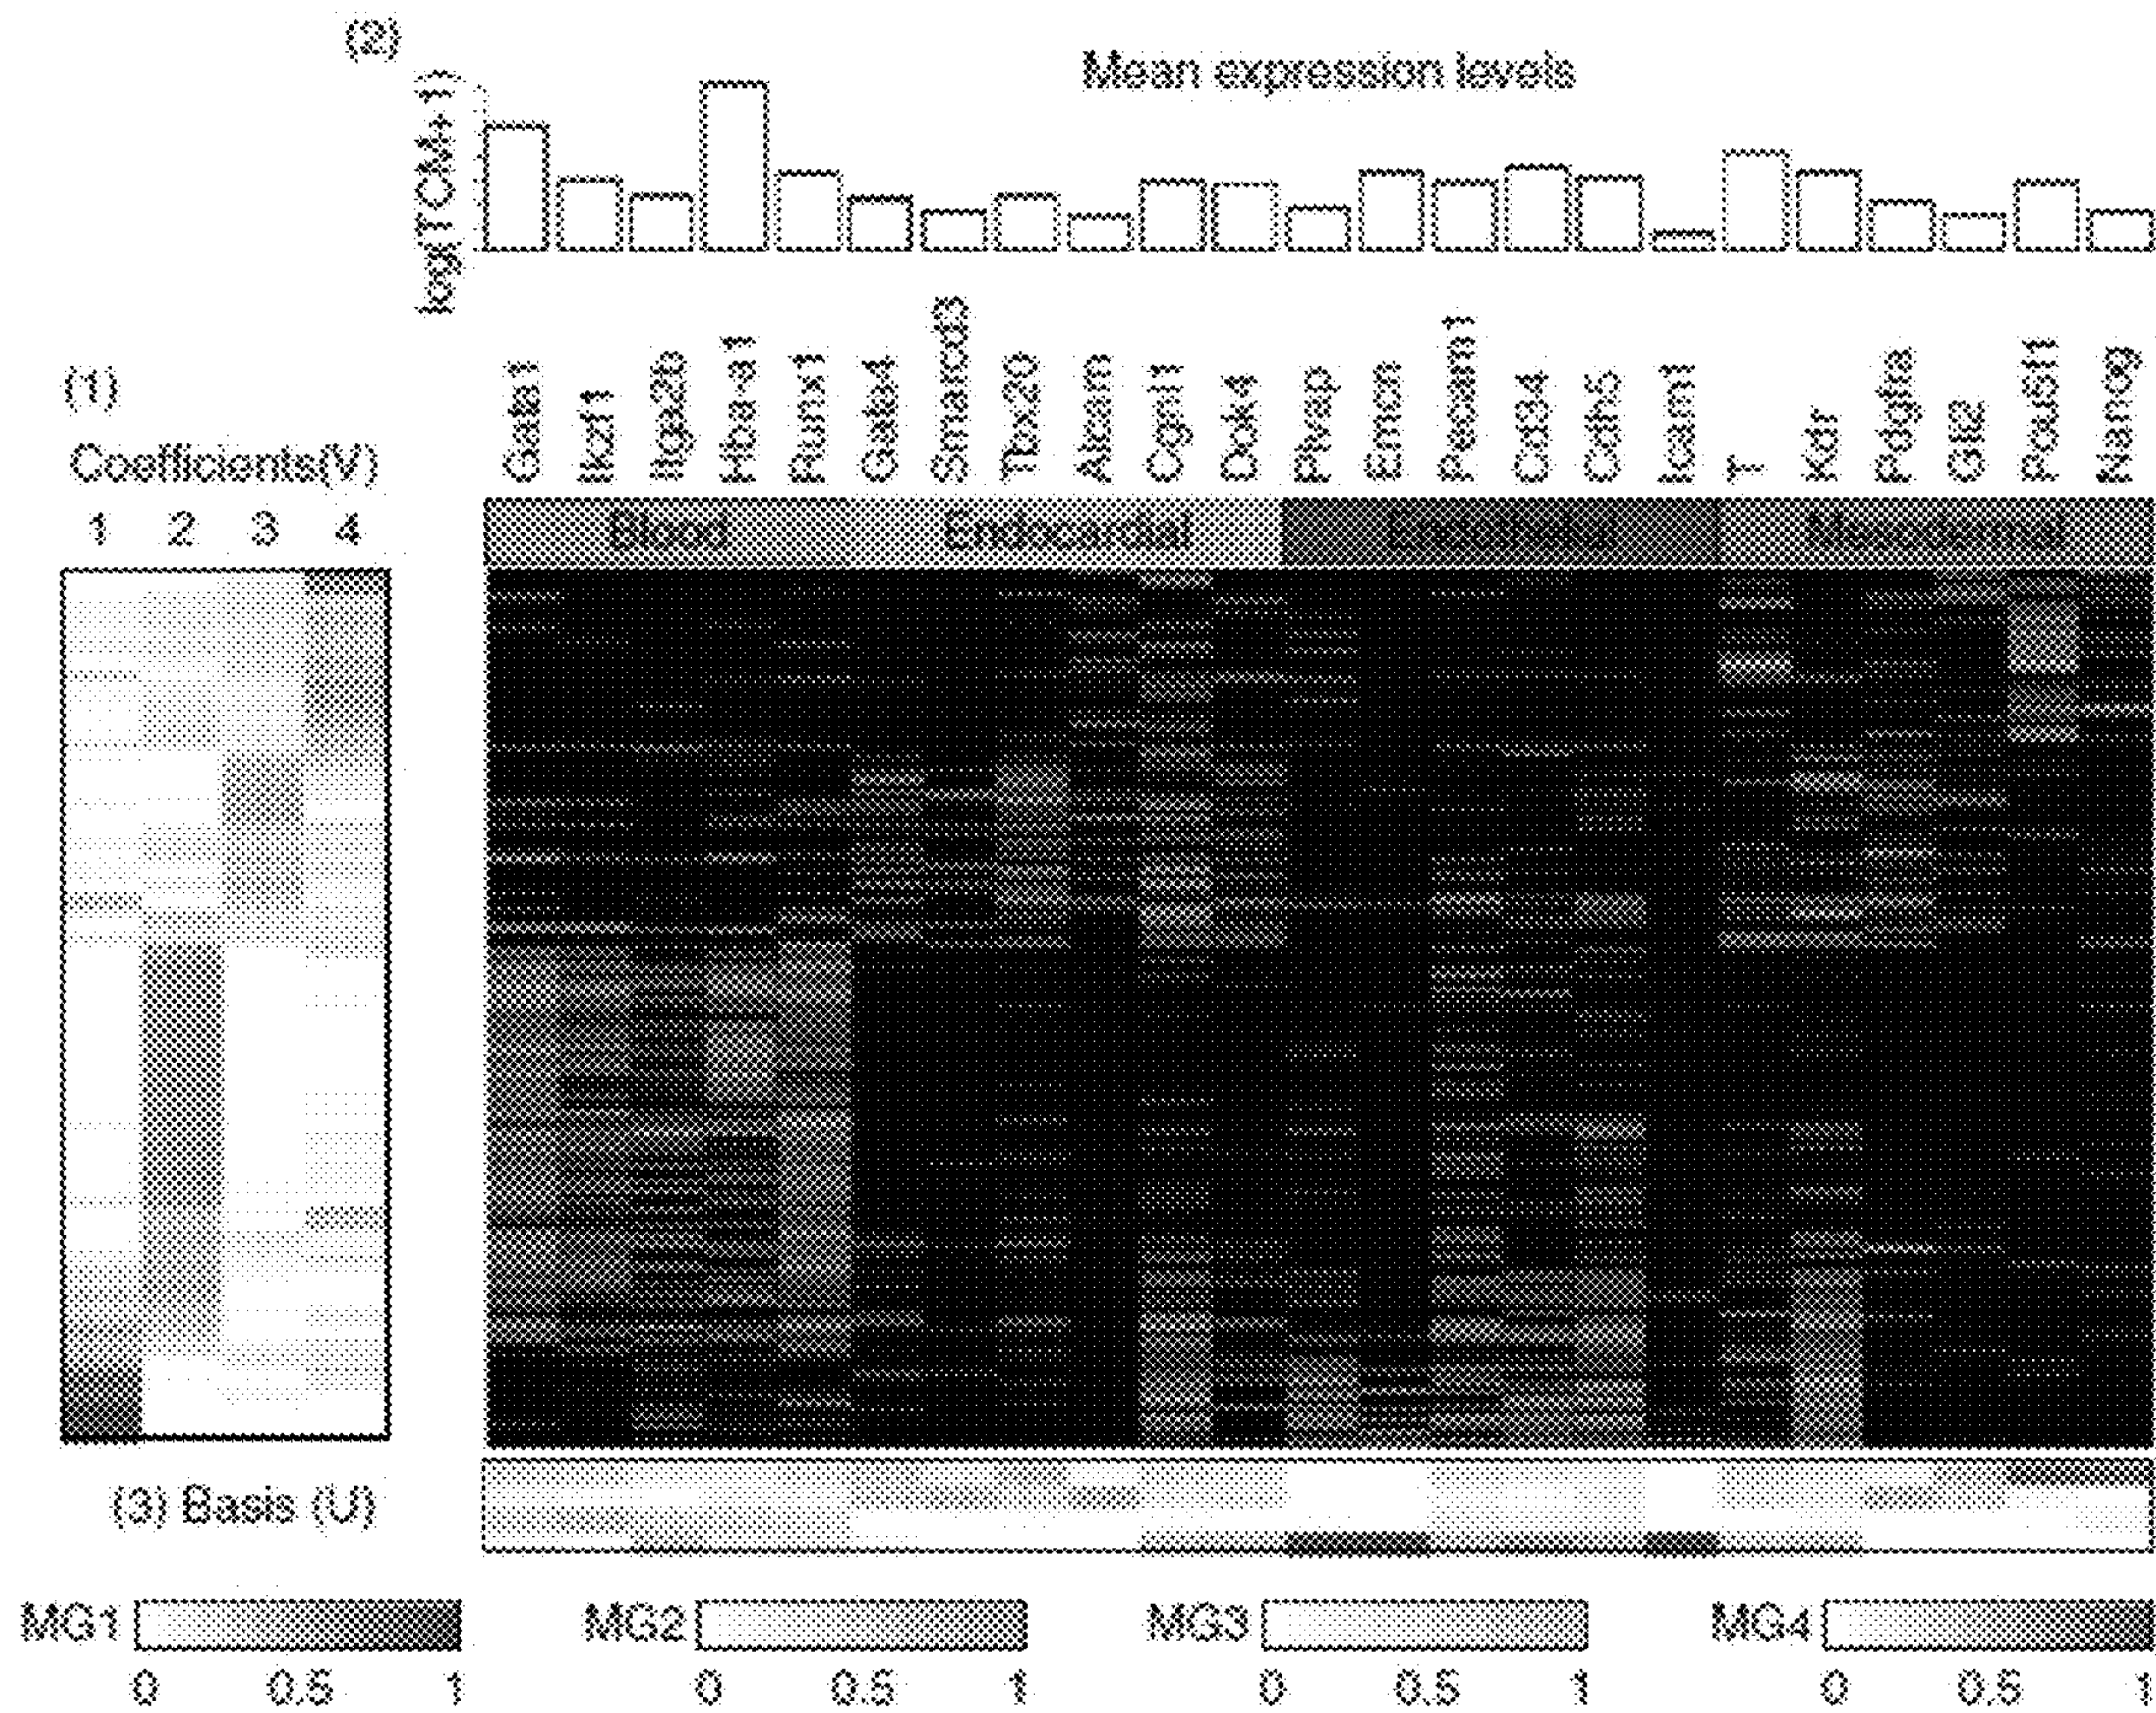 (2)
Mean expression levels
log(TCM+1)
(1)
Coefficients(V)
1 2 3 4
Gata1 Ikzf1 Itga2b Hba-a1 Runx1 Gata4 Smarcd3 Tbx20 Alcam Cgnl1 Dok4 Plvap Emcn Pecam1 Cd34 Cdh5 Icam1 T Kdr Pdgfra Gli2 Pou5f1 Nanog
Blood Endocardial Endothelial Mesodermal
(3) Basis (U)
MG1 MG2 MG3 MG4
0 0.5 1 0 0.5 1 0 0.5 1 0 0.5 1